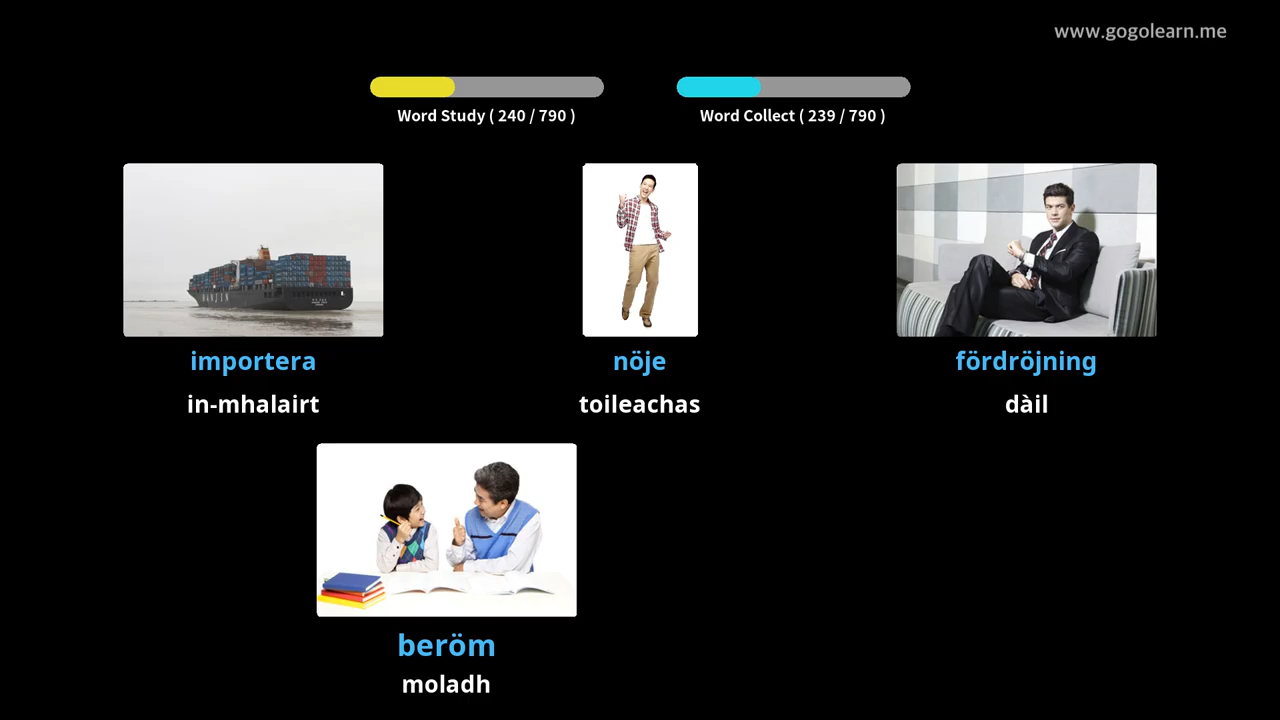 www.gogolearn.me
Word Study ( 240 / 790 )
Word Collect ( 239 / 790 )
importera
in-mhalairt
nöje
toileachas
fördröjning
dàil
beröm
moladh